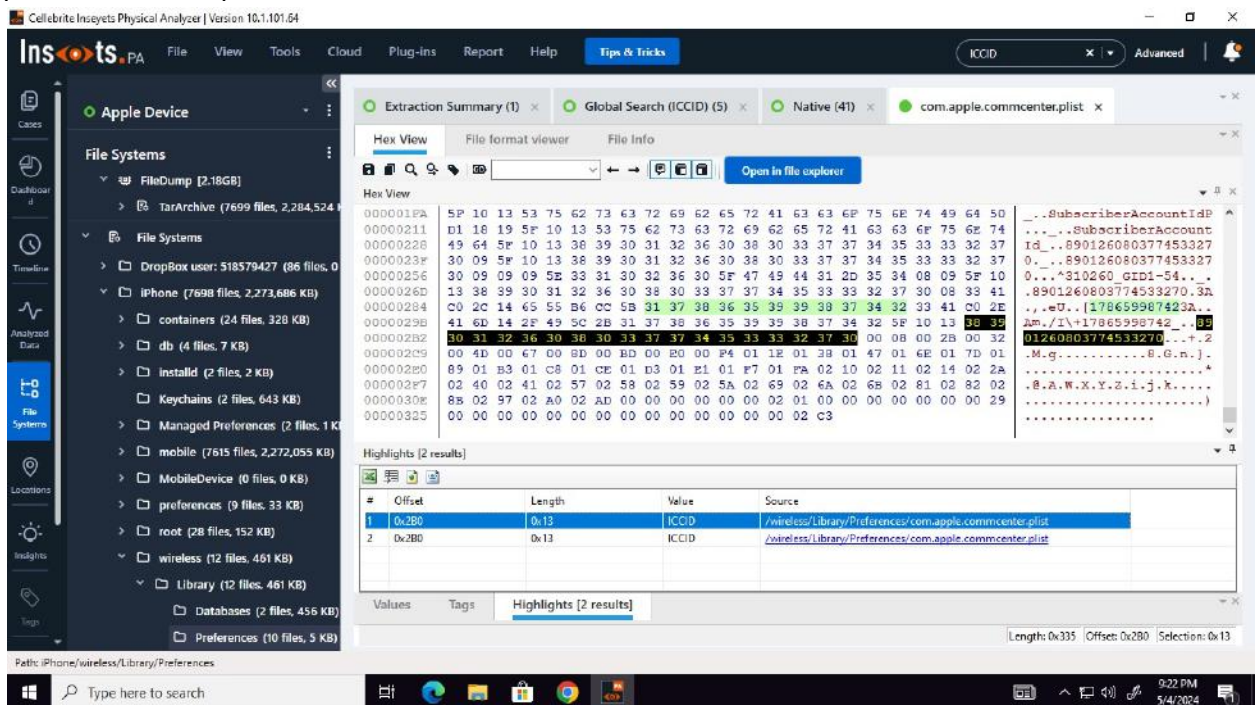 Cellebrite Inseyets Physical Analyzer | Version 10.1.101.64
Ins ts.PA File View Tools Cloud Plug-ins Report Help Tips & Tricks ICCID Advanced
Cases
Dashboar
d
Timeline
Analyzed
Data
File
Systems
Locations
Insights
Tags
Apple Device
File Systems
FileDump [2.18GB]
TarArchive (7699 files, 2,284,524
File Systems
DropBox user: 518579427 (86 files, 0
iPhone (7698 files, 2,273,686 KB)
containers (24 files, 328 KB)
db (4 files, 7 KB)
installd (2 files, 2 KB)
Keychains (2 files, 643 KB)
Managed Preferences (2 files, 1 K
mobile (7615 files, 2,272,055 KB)
MobileDevice (0 files, 0 KB)
preferences (9 files, 33 KB)
root (28 files, 152 KB)
wireless (12 files, 461 KB)
Library (12 files, 461 KB)
Databases (2 files, 456 KB)
Preferences (10 files, 5 KB)
Extraction Summary (1) Global Search (ICCID) (5) Native (41) com.apple.commcenter.plist
Hex View File format viewer File Info
Open in file explorer
Hex View
000001FA 5F 10 13 53 75 62 73 63 72 69 62 65 72 41 63 63 6F 75 6E 74 49 64 50 _..SubscriberAccountIdP
00000211 D1 18 19 5F 10 13 53 75 62 73 63 72 69 62 65 72 41 63 63 6F 75 6E 74 ..._..SubscriberAccount
00000228 49 64 5F 10 13 38 39 30 31 32 36 30 38 30 33 37 37 34 35 33 33 32 37 Id_..890126080377453327
0000023F 30 09 5F 10 13 38 39 30 31 32 36 30 38 30 33 37 37 34 35 33 33 32 37 0._..890126080377453327
00000256 30 09 09 09 5E 33 31 30 32 36 30 5F 47 49 44 31 2D 35 34 08 09 5F 10 0...^310260_GID1-54.._.
0000026D 13 38 39 30 31 32 36 30 38 30 33 37 37 34 35 33 33 32 37 30 08 33 41 .8901260803774533270.3A
00000284 C0 2C 14 65 55 B6 CC 5B 31 37 38 36 35 39 39 38 37 34 32 33 41 C0 2E .,.eU..[178659987423A..
0000029B 41 6D 14 2F 49 5C 2B 31 37 38 36 35 39 39 38 37 34 32 5F 10 13 38 39 Am./I\+17865998742_..89
000002B2 30 31 32 36 30 38 30 33 37 37 34 35 33 33 32 37 30 00 08 00 2B 00 32 01260803774533270...+.2
000002C9 00 4D 00 67 00 8D 00 BD 00 E0 00 F4 01 1E 01 38 01 47 01 6E 01 7D 01 .M.g...........8.G.n.}.
000002E0 89 01 B3 01 C8 01 CE 01 D3 01 E1 01 F7 01 FA 02 10 02 11 02 14 02 2A ......................*
000002F7 02 40 02 41 02 57 02 58 02 59 02 5A 02 69 02 6A 02 6B 02 81 02 82 02 .@.A.W.X.Y.Z.i.j.k.....
0000030E 8B 02 97 02 A0 02 AD 00 00 00 00 00 00 02 01 00 00 00 00 00 00 00 29 ......................)
00000325 00 00 00 00 00 00 00 00 00 00 00 00 00 00 02 C3 ................
Highlights [2 results]
# Offset Length Value Source
1 0x2B0 0x13 ICCID /wireless/Library/Preferences/com.apple.commcenter.plist
2 0x2B0 0x13 ICCID /wireless/Library/Preferences/com.apple.commcenter.plist
Values Tags Highlights [2 results]
Length: 0x335 Offset: 0x2B0 Selection: 0x13
Path: iPhone/wireless/Library/Preferences
Type here to search
9:22 PM
5/4/2024